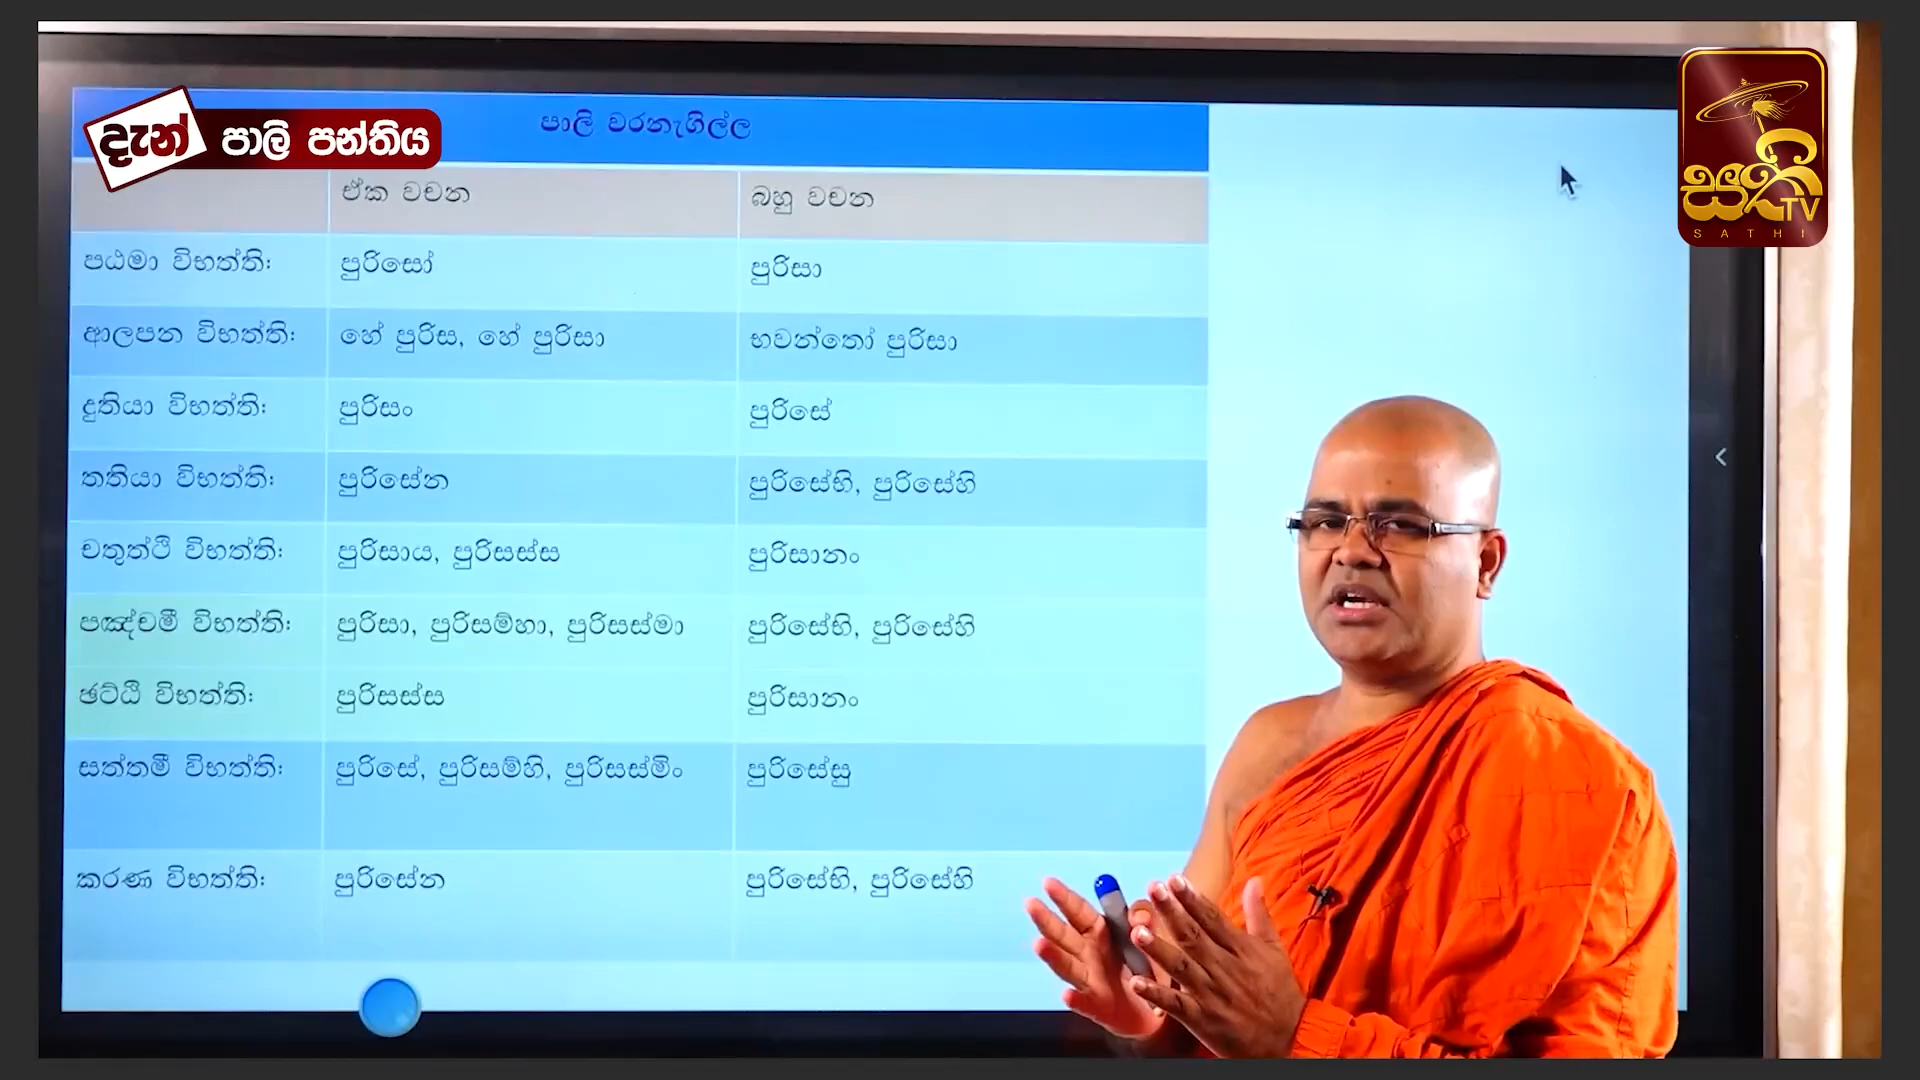 දැන් පාලි පන්තිය
පාලි වරනැගිල්ල
සති TV
SATHI
ඒක වචන බහු වචන
පඨමා විභත්ති: පුරිසෝ පුරිසා
ආලපන විභත්ති: හේ පුරිස, හේ පුරිසා භවන්තෝ පුරිසා
දුතියා විභත්ති: පුරිසං පුරිසේ
තතියා විභත්ති: පුරිසේන පුරිසේභි, පුරිසේහි
චතුත්ථි විභත්ති: පුරිසාය, පුරිසස්ස පුරිසානං
පඤ්චමී විභත්ති: පුරිසා, පුරිසම්හා, පුරිසස්මා පුරිසේභි, පුරිසේහි
ඡට්ඨි විභත්ති: පුරිසස්ස පුරිසානං
සත්තමී විභත්ති: පුරිසේ, පුරිසම්හි, පුරිසස්මිං පුරිසේසු
කරණ විභත්ති: පුරිසේන පුරිසේභි, පුරිසේහි